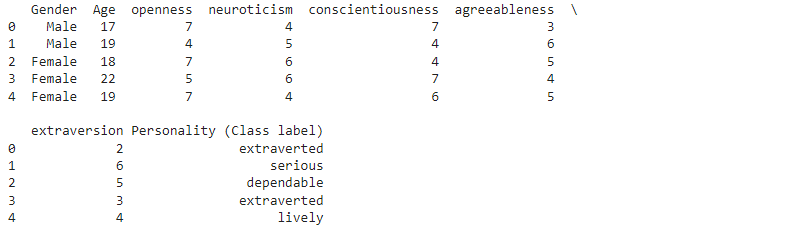 Gender Age openness neuroticism conscientiousness agreeableness \
0 Male 17 7 4 7 3
1 Male 19 4 5 4 6
2 Female 18 7 6 4 5
3 Female 22 5 6 7 4
4 Female 19 7 4 6 5
extraversion Personality (Class label)
0 2 extraverted
1 6 serious
2 5 dependable
3 3 extraverted
4 4 lively